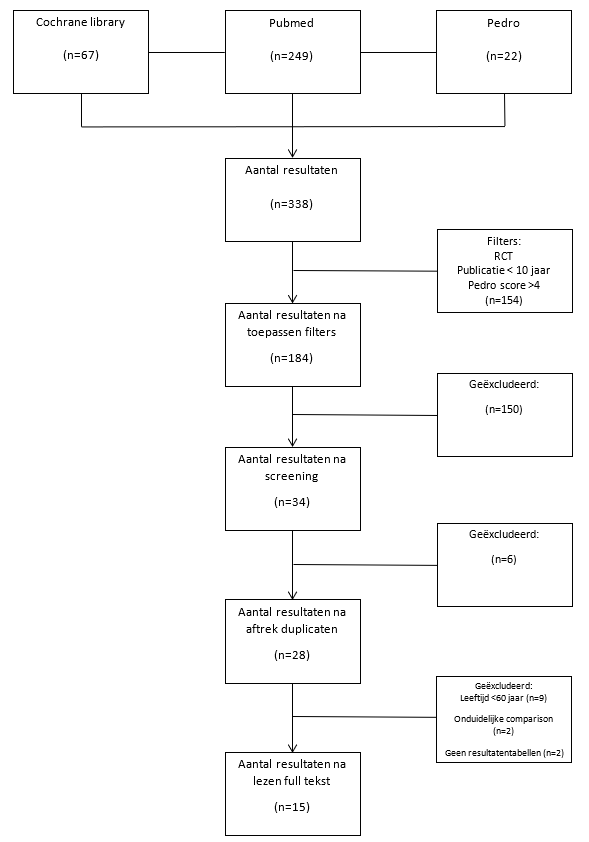 Cochrane library
(n=67)
Pubmed
(n=249)
Pedro
(n=22)
Aantal resultaten
(n=338)
Filters:
RCT
Publicatie < 10 jaar
Pedro score >4
(n=154)
Aantal resultaten na
toepassen filters
(n=184)
Geëxcludeerd:
(n=150)
Aantal resultaten na
screening
(n=34)
Geëxcludeerd:
(n=6)
Aantal resultaten na
aftrek duplicaten
(n=28)
Geëxcludeerd:
Leeftijd <60 jaar (n=9)
Onduidelijke comparison
(n=2)
Geen resultatentabellen (n=2)
Aantal resultaten na
lezen full tekst
(n=15)